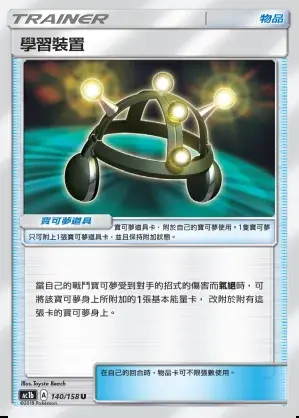 TRAINER 物品
學習裝置
寶可夢道具
寶可夢道具卡，附於自己的寶可夢使用。1隻寶可夢
只可附上1張寶可夢道具卡，並且保持附加狀態。
當自己的戰鬥寶可夢受到對手的招式的傷害而氣絕時，可
將該寶可夢身上所附加的1張基本能量卡，改附於附有這
張卡的寶可夢身上。
Illus. Toyste Beach
AC1b A 140/158 U
©2018 Pokémon
在自己的回合時，物品卡可不限張數使用。